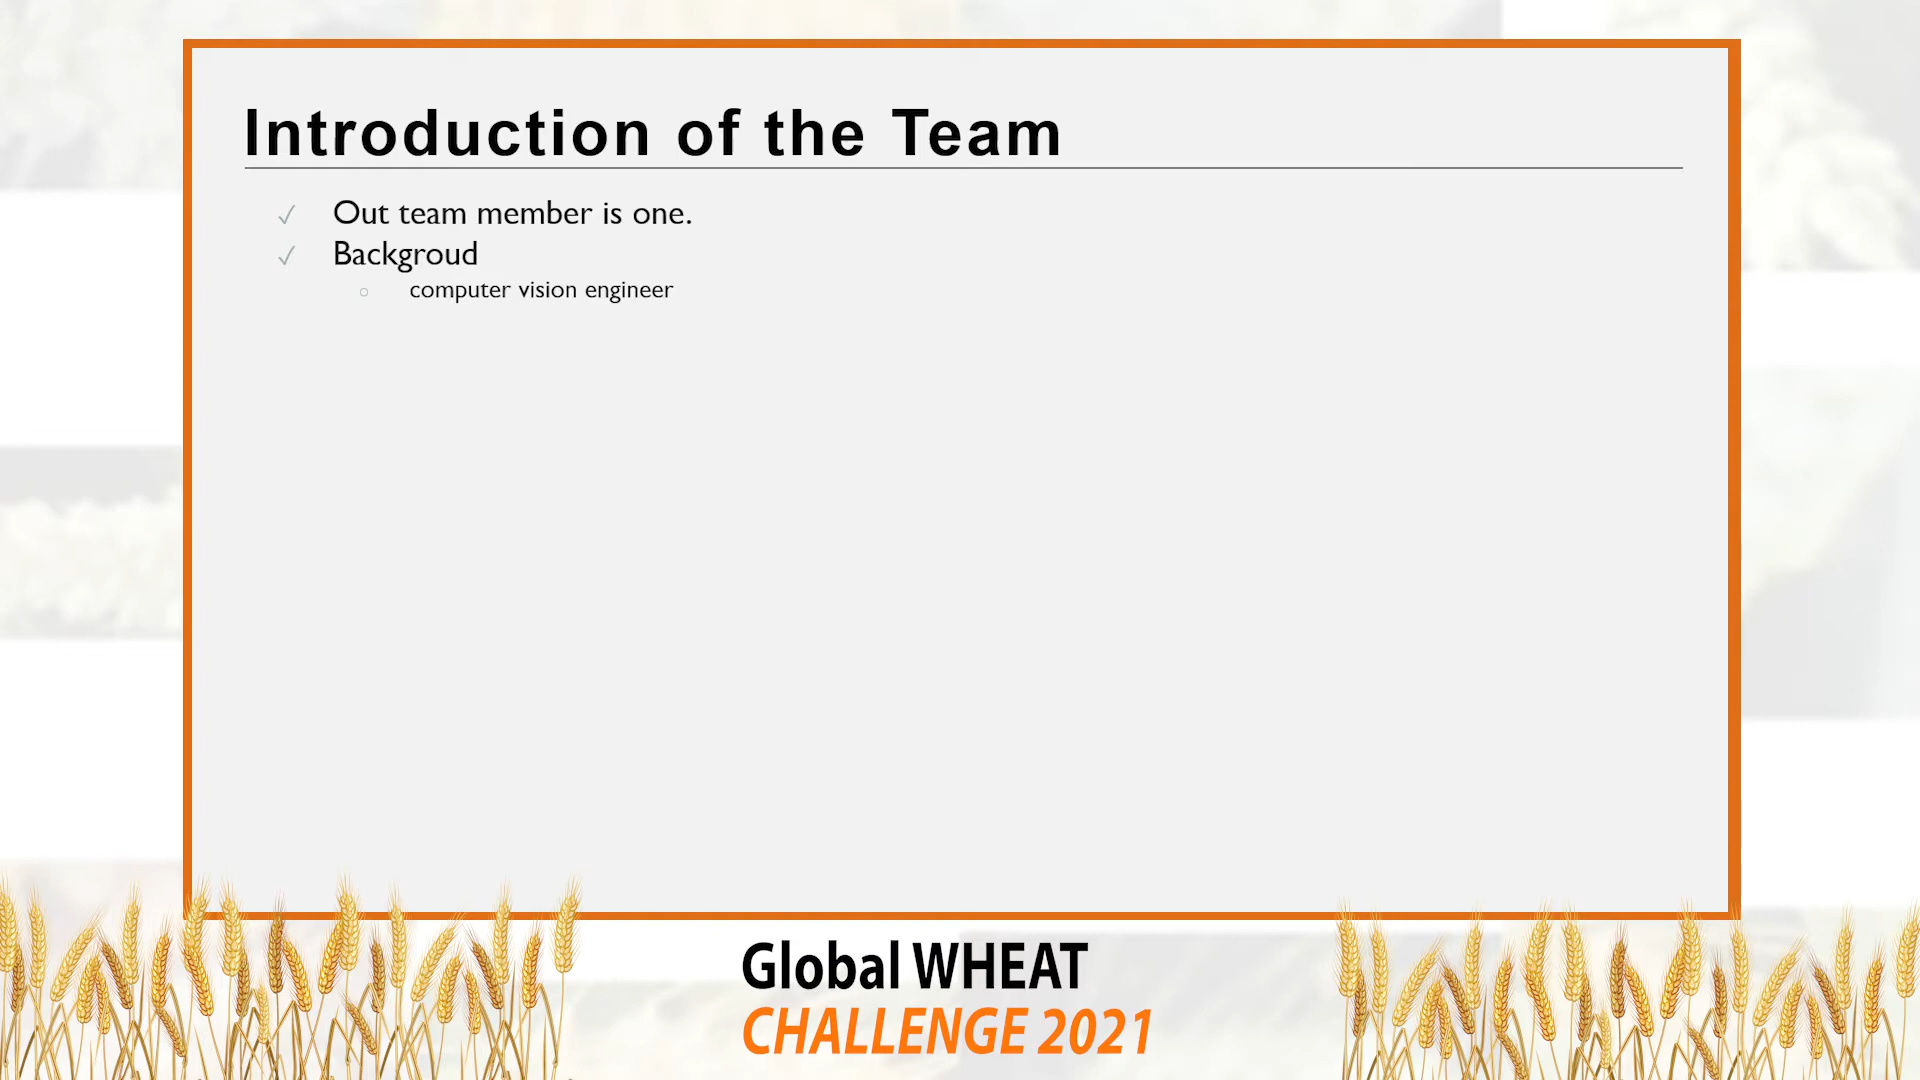 Introduction of the Team
Out team member is one.
Backgroud
computer vision engineer
Global WHEAT
CHALLENGE 2021